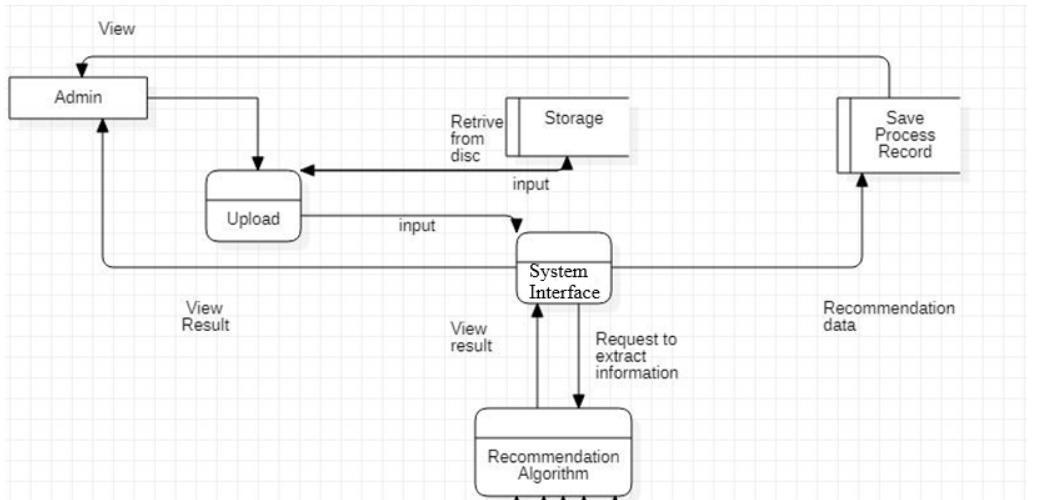 View
Admin
Retrive
from
disc
Storage
Save
Process
Record
input
Upload
input
System
Interface
View
Result
View
result
Request to
extract
information
Recommendation
data
Recommendation
Algorithm